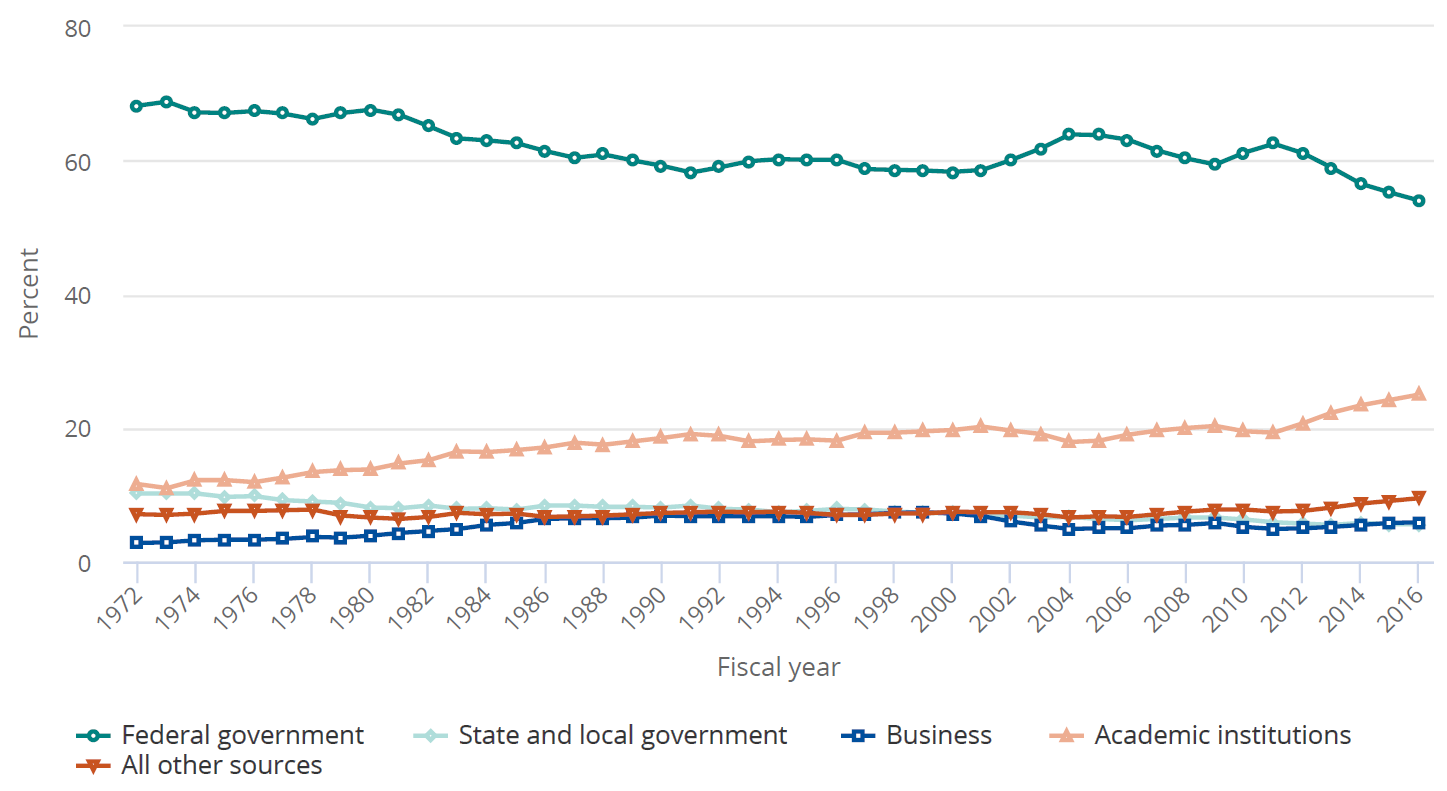 80
60
40
20
0
Percent
1972 1974 1976 1978 1980 1982 1984 1986 1988 1990 1992 1994 1996 1998 2000 2002 2004 2006 2008 2010 2012 2014 2016
Fiscal year
Federal government State and local government Business Academic institutions
All other sources